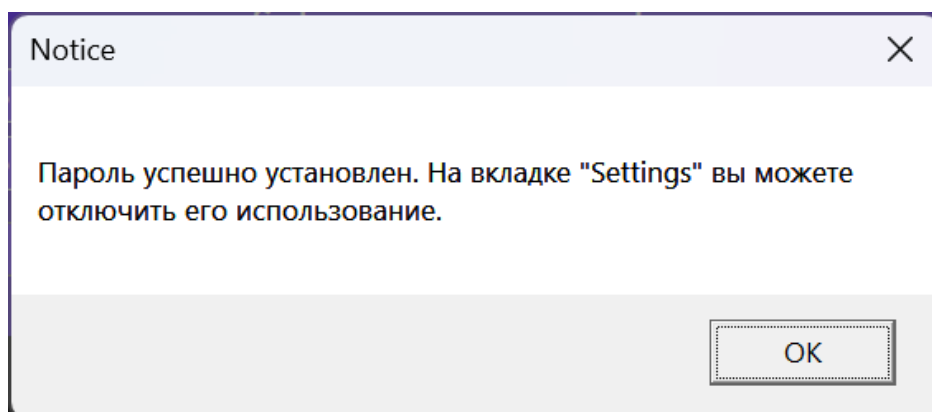 Notice
Пароль успешно установлен. На вкладке "Settings" вы можете
отключить его использование.
OK